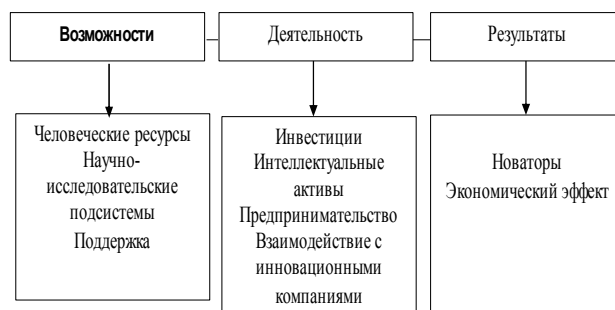 Возможности
Деятельность
Результаты
Человеческие ресурсы
Научно-
исследовательские
подсистемы
Поддержка
Инвестиции
Интеллектуальные
активы
Предпринимательство
Взаимодействие с
инновационными
компаниями
Новаторы
Экономический эффект